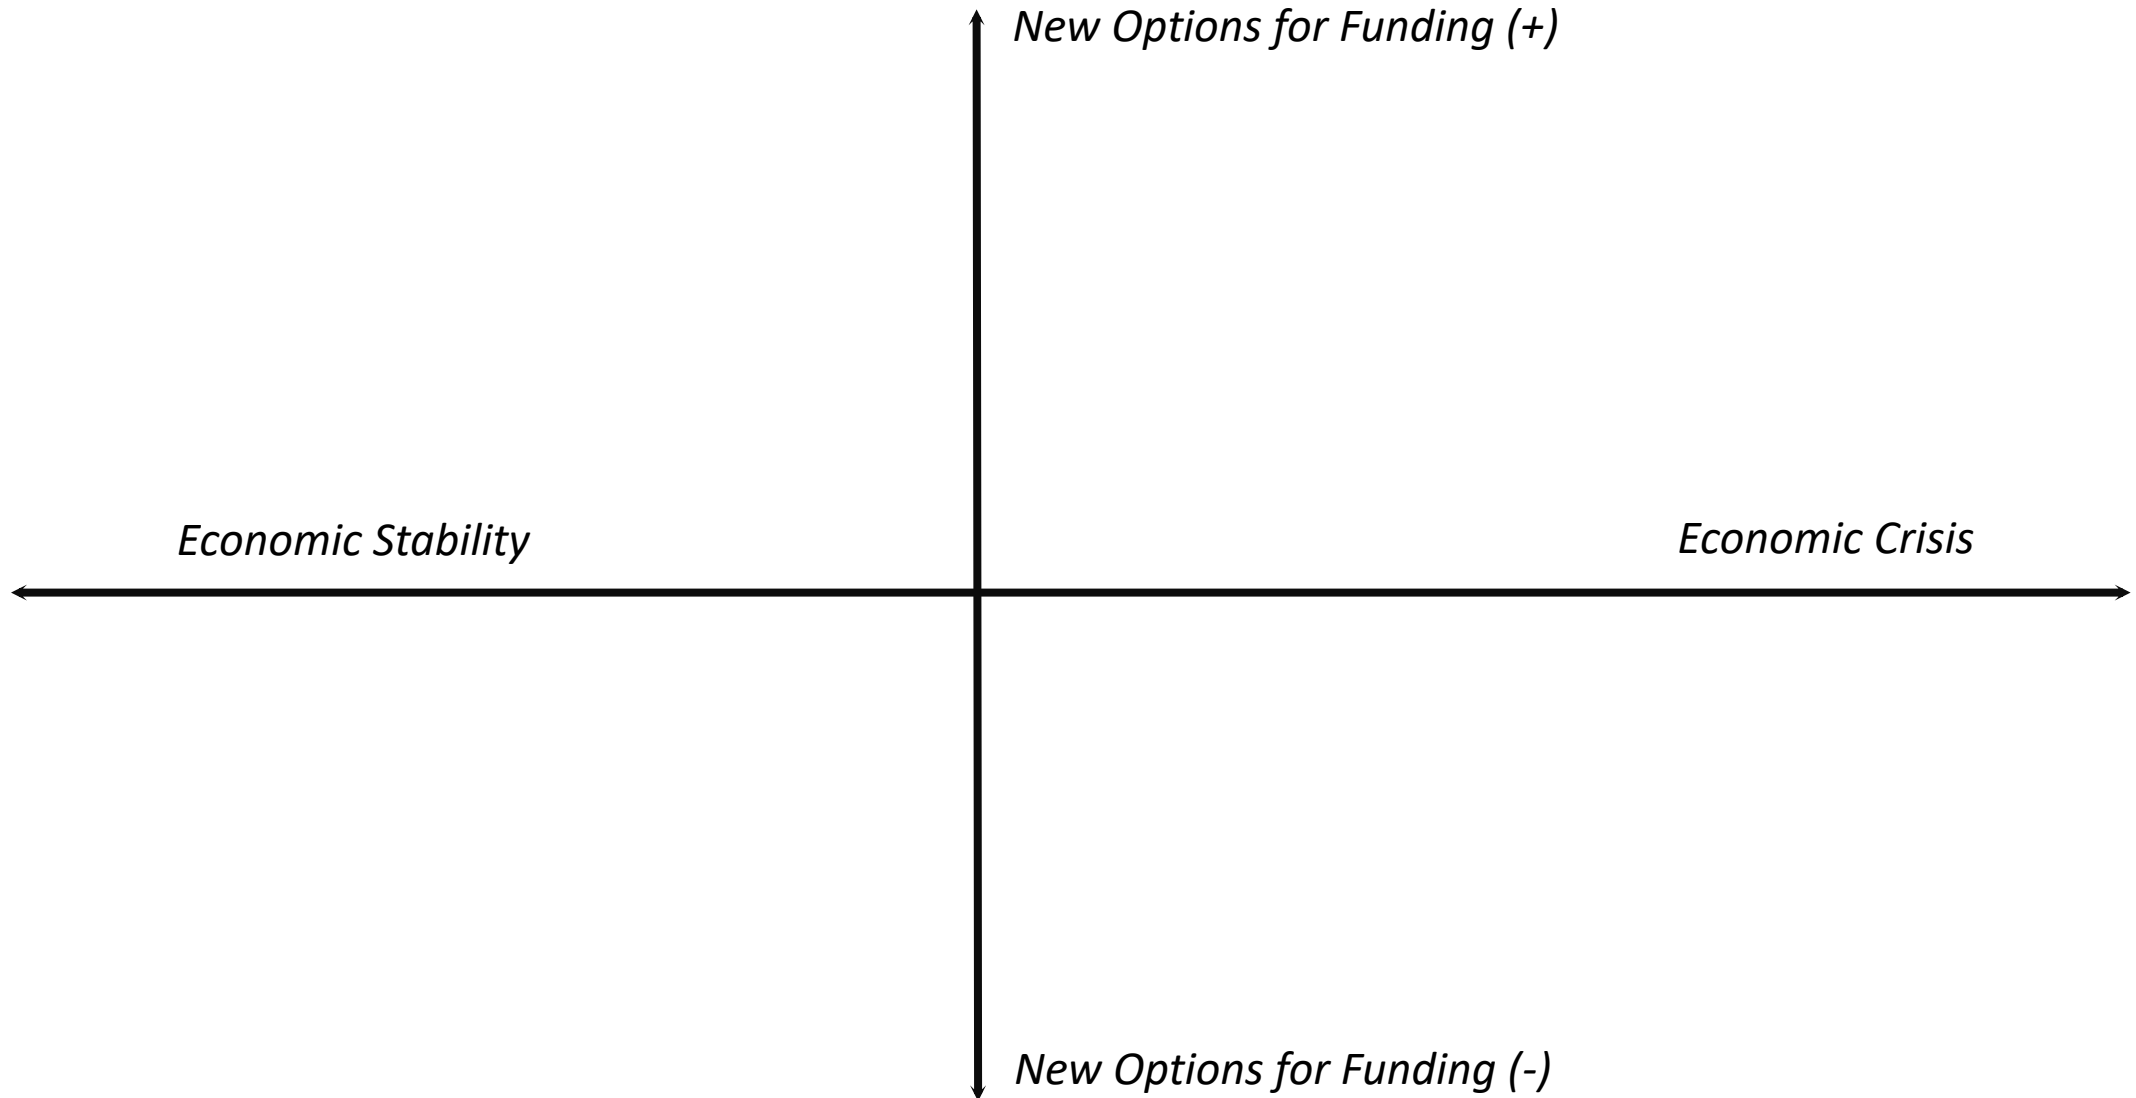 New Options for Funding (+)
Economic Stability
Economic Crisis
New Options for Funding (-)